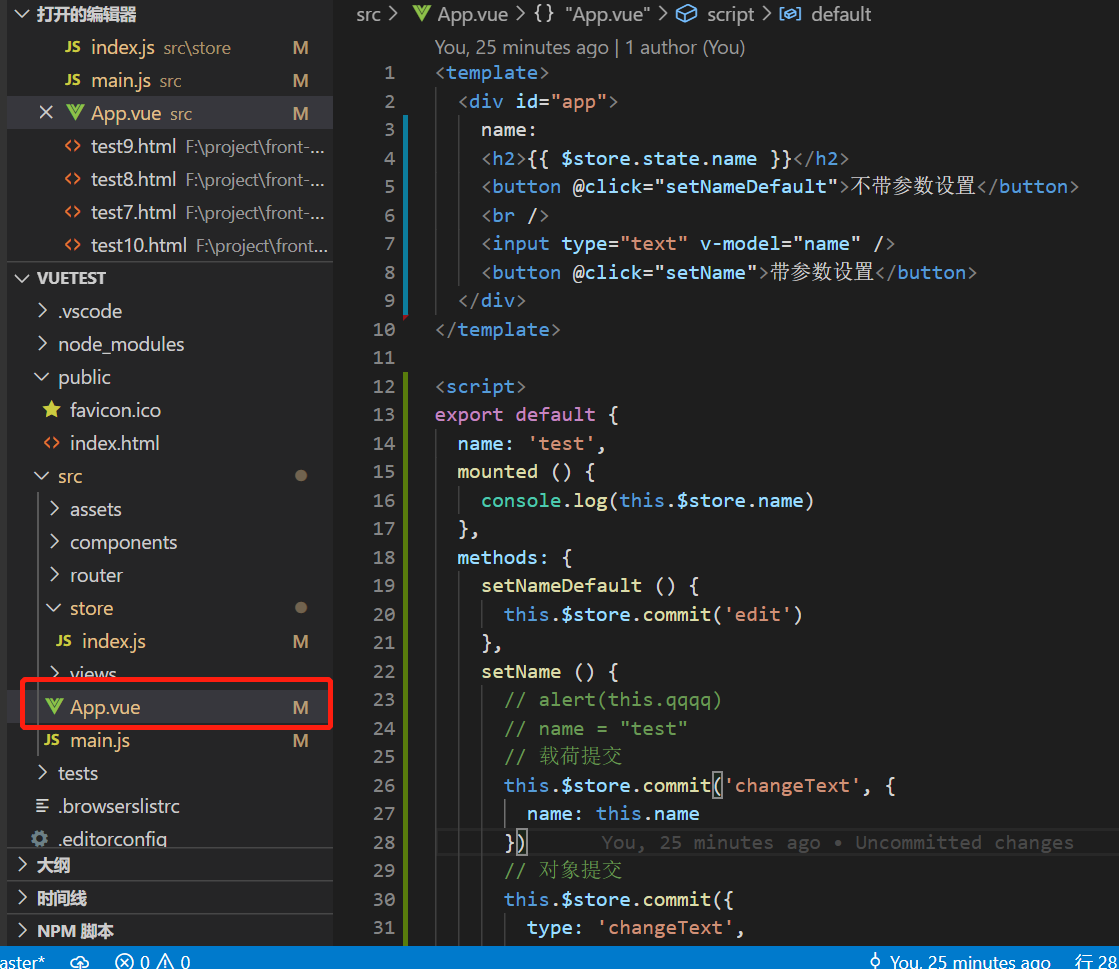 打开的编辑器
JS index.js src\store M
JS main.js src M
App.vue src M
test9.html F:\project\front-...
test8.html F:\project\front-...
test7.html F:\project\front-...
test10.html F:\project\front...
VUETEST
.vscode
node_modules
public
favicon.ico
index.html
src
assets
components
router
store
JS index.js M
views
App.vue M
JS main.js M
tests
.browserslistrc
.editorconfig
大纲
时间线
NPM 脚本
src > App.vue > {} "App.vue" > script > default
You, 25 minutes ago | 1 author (You)
1 <template>
2 <div id="app">
3 name:
4 <h2>{{ $store.state.name }}</h2>
5 <button @click="setNameDefault">不带参数设置</button>
6 <br />
7 <input type="text" v-model="name" />
8 <button @click="setName">带参数设置</button>
9 </div>
10 </template>
11
12 <script>
13 export default {
14 name: 'test',
15 mounted () {
16 console.log(this.$store.name)
17 },
18 methods: {
19 setNameDefault () {
20 this.$store.commit('edit')
21 },
22 setName () {
23 // alert(this.qqqq)
24 // name = "test"
25 // 载荷提交
26 this.$store.commit('changeText', {
27 name: this.name
28 }) You, 25 minutes ago • Uncommitted changes
29 // 对象提交
30 this.$store.commit({
31 type: 'changeText',
aster* 0 0 You, 25 minutes ago 行 28